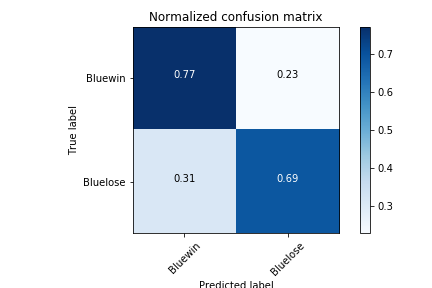 Normalized confusion matrix
Bluewin
Bluelose
True label
0.77
0.23
0.31
0.69
Bluewin
Bluelose
Predicted label
0.7
0.6
0.5
0.4
0.3